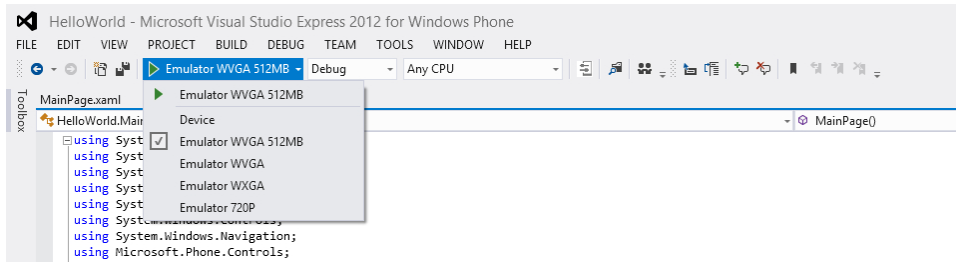 HelloWorld - Microsoft Visual Studio Express 2012 for Windows Phone
FILE EDIT VIEW PROJECT BUILD DEBUG TEAM TOOLS WINDOW HELP
Emulator WVGA 512MB Debug Any CPU
Toolbox
MainPage.xaml
Emulator WVGA 512MB
HelloWorld.Mai
MainPage()
Device
Emulator WVGA 512MB
Emulator WVGA
Emulator WXGA
Emulator 720P
using Syst
using Syst
using Syst
using Syst
using Syst
using System.Windows.Controls;
using System.Windows.Navigation;
using Microsoft.Phone.Controls;